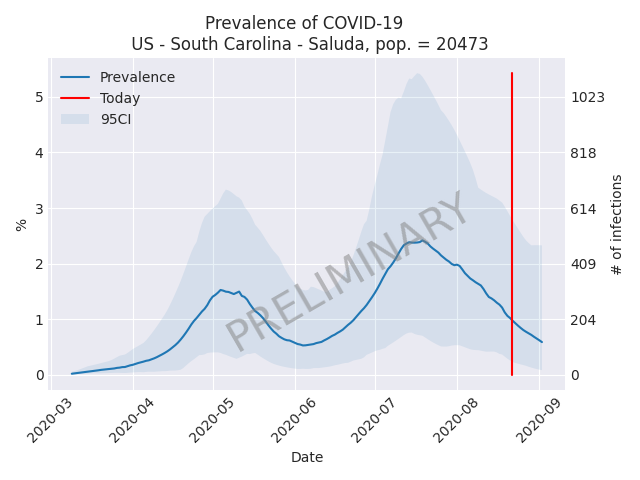 Prevalence of COVID-19
US - South Carolina - Saluda, pop. = 20473
Prevalence
Today
95CI
5
4
3
2
1
0
%
1023
818
614
409
204
0
# of infections
PRELIMINARY
2020-03
2020-04
2020-05
2020-06
2020-07
2020-08
2020-09
Date